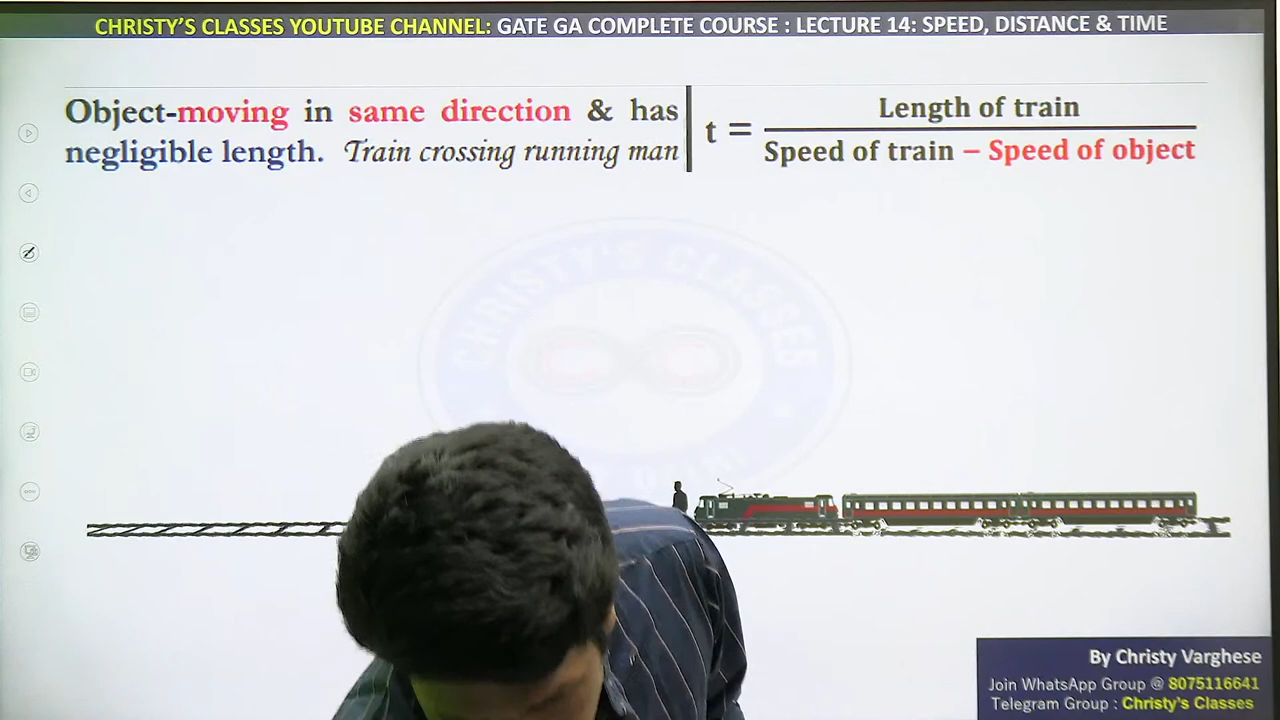 CHRISTY'S CLASSES YOUTUBE CHANNEL: GATE GA COMPLETE COURSE : LECTURE 14: SPEED, DISTANCE & TIME
Object-moving in same direction & has
negligible length. Train crossing running man
t = Length of train
Speed of train – Speed of object
CHRISTY'S CLASSES
By Christy Varghese
Join WhatsApp Group @ 8075116641
Telegram Group : Christy's Classes